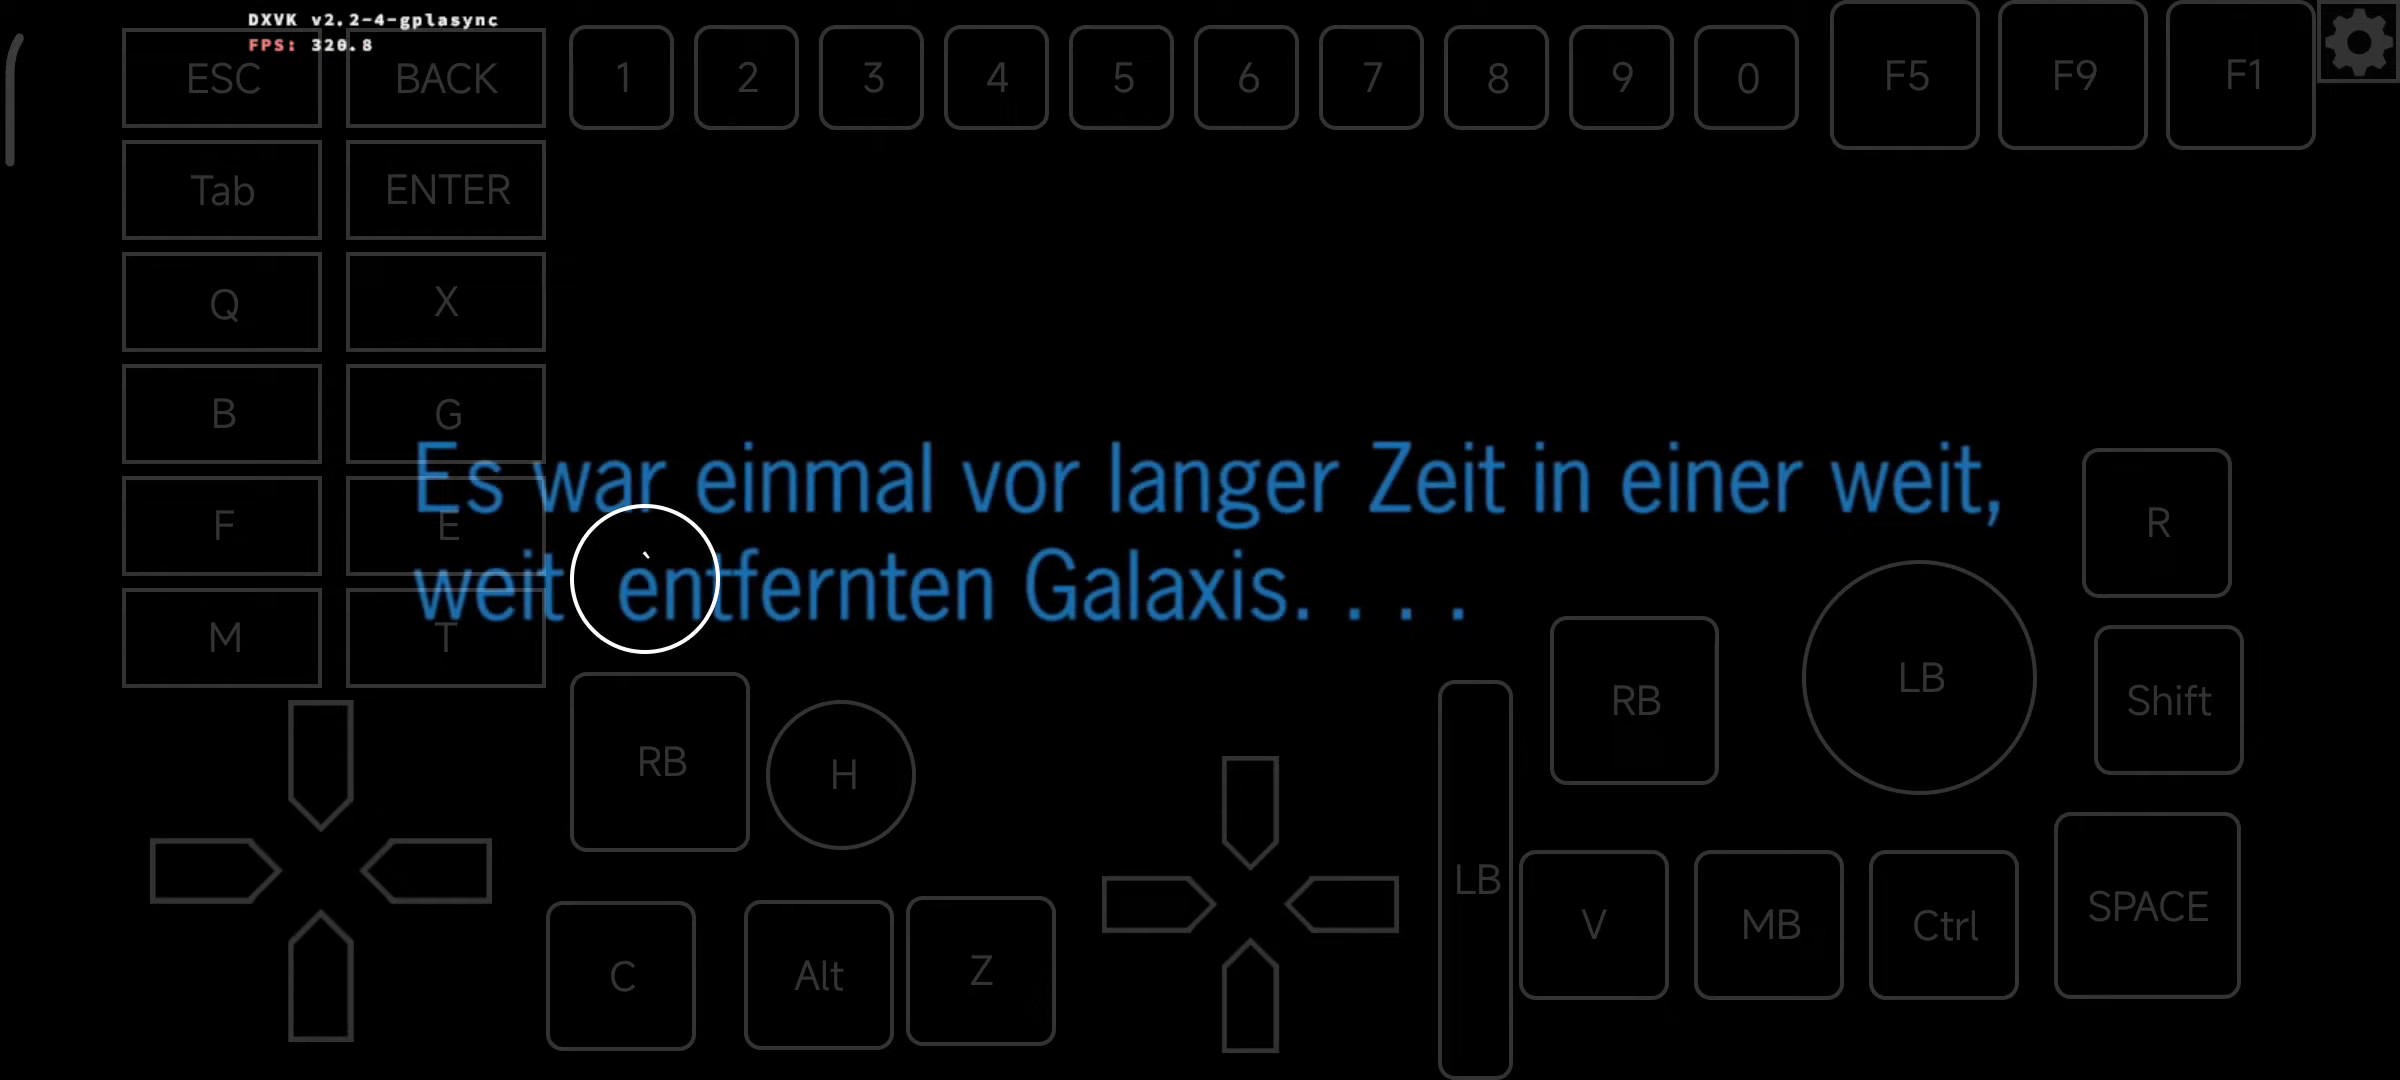 DXVK v2.2-4-gplasync
FPS: 320.8
ESC BACK 1 2 3 4 5 6 7 8 9 0 F5 F9 F1
Tab ENTER
Q X
B G
Es war einmal vor langer Zeit in einer weit,
F E R
`
weit entfernten Galaxis. . . .
M T
RB H RB LB Shift
LB
C Alt Z V MB Ctrl SPACE